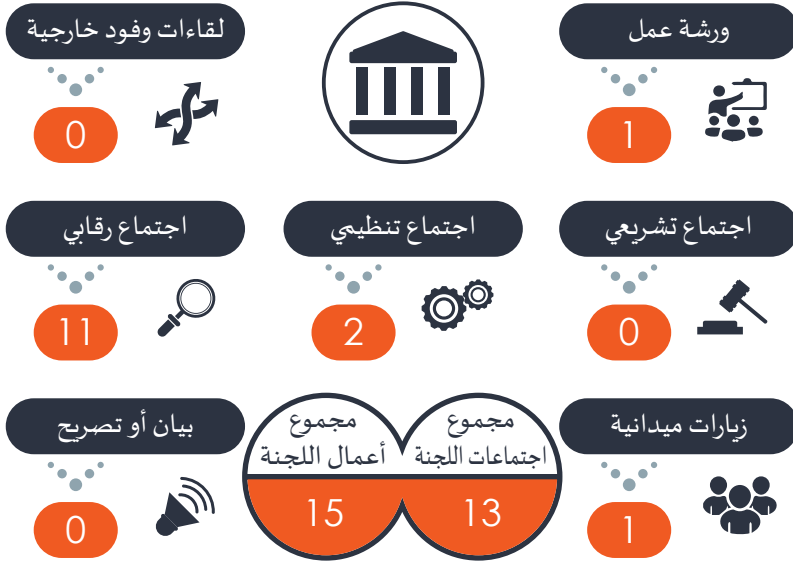 ورشة عمل
1
لقاءات وفود خارجية
0
اجتماع تشريعي
0
اجتماع تنظيمي
2
اجتماع رقابي
11
زيارات ميدانية
1
مجموع
اجتماعات اللجنة
13
مجموع
أعمال اللجنة
15
بيان أو تصريح
0